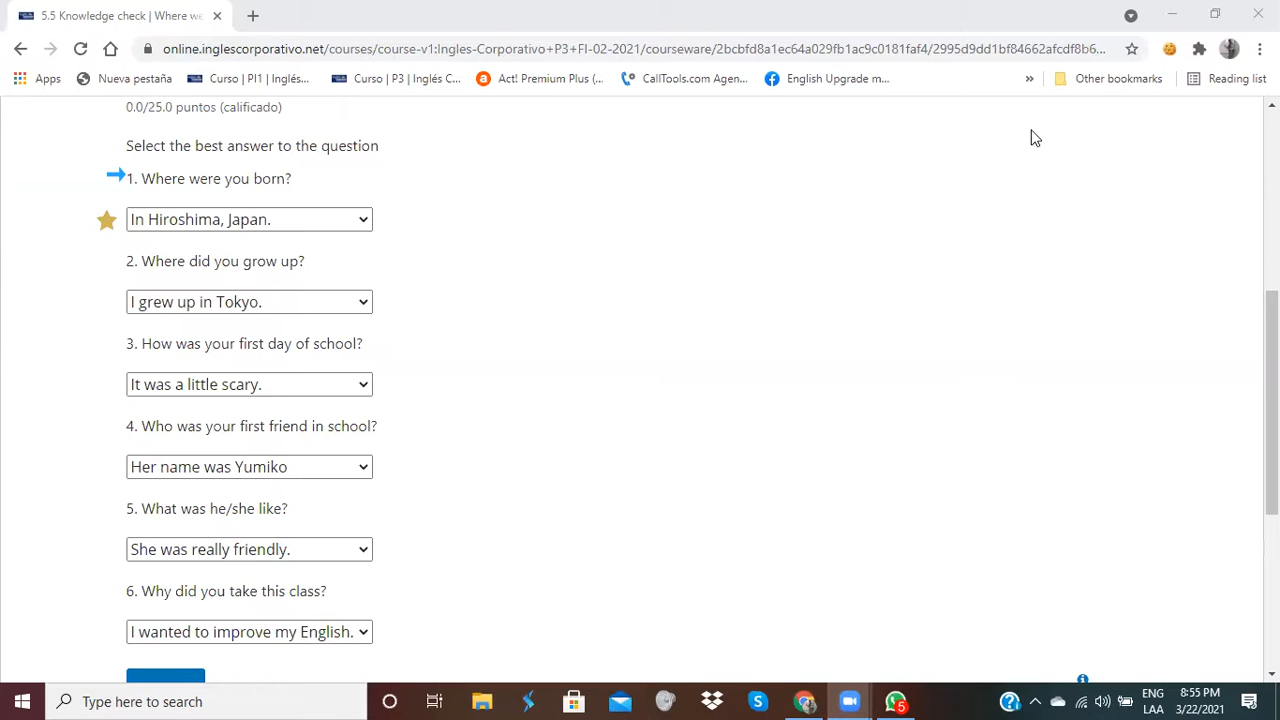 5.5 Knowledge check | Where we
online.inglescorporativo.net/courses/course-v1:Ingles-Corporativo+P3+FI-02-2021/courseware/2bcbfd8a1ec64a029fb1ac9c0181faf4/2995d9dd1bf84662afcdf8b6...
Apps Nueva pestaña Curso | PI1 | Inglés... Curso | P3 | Inglés C... Act! Premium Plus (... CallTools.com Agen... English Upgrade m... » Other bookmarks Reading list
0.0/25.0 puntos (calificado)
Select the best answer to the question
1. Where were you born?
In Hiroshima, Japan.
2. Where did you grow up?
I grew up in Tokyo.
3. How was your first day of school?
It was a little scary.
4. Who was your first friend in school?
Her name was Yumiko
5. What was he/she like?
She was really friendly.
6. Why did you take this class?
I wanted to improve my English.
Type here to search
5
ENG
LAA
8:55 PM
3/22/2021